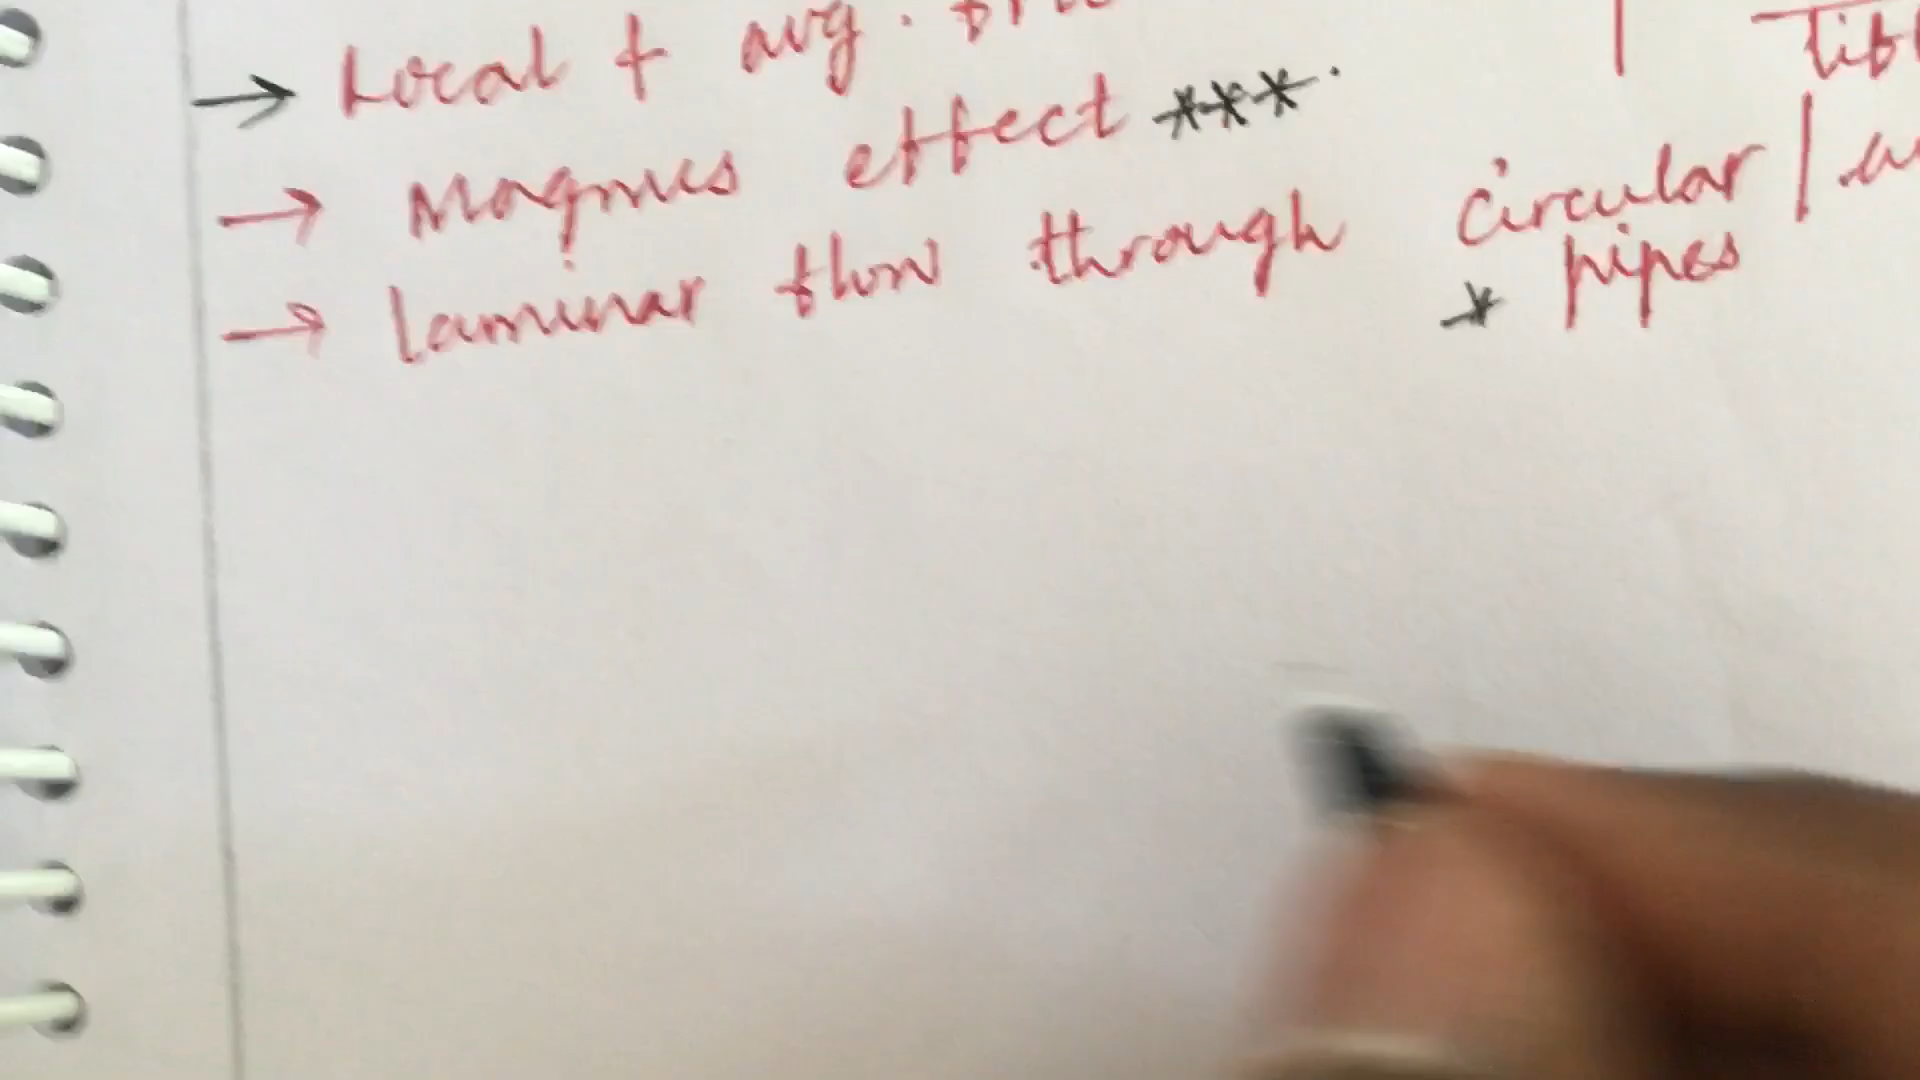 → Local + avg.
→ Magnus effect ***.
→ Laminar flow through circular /
* pipes